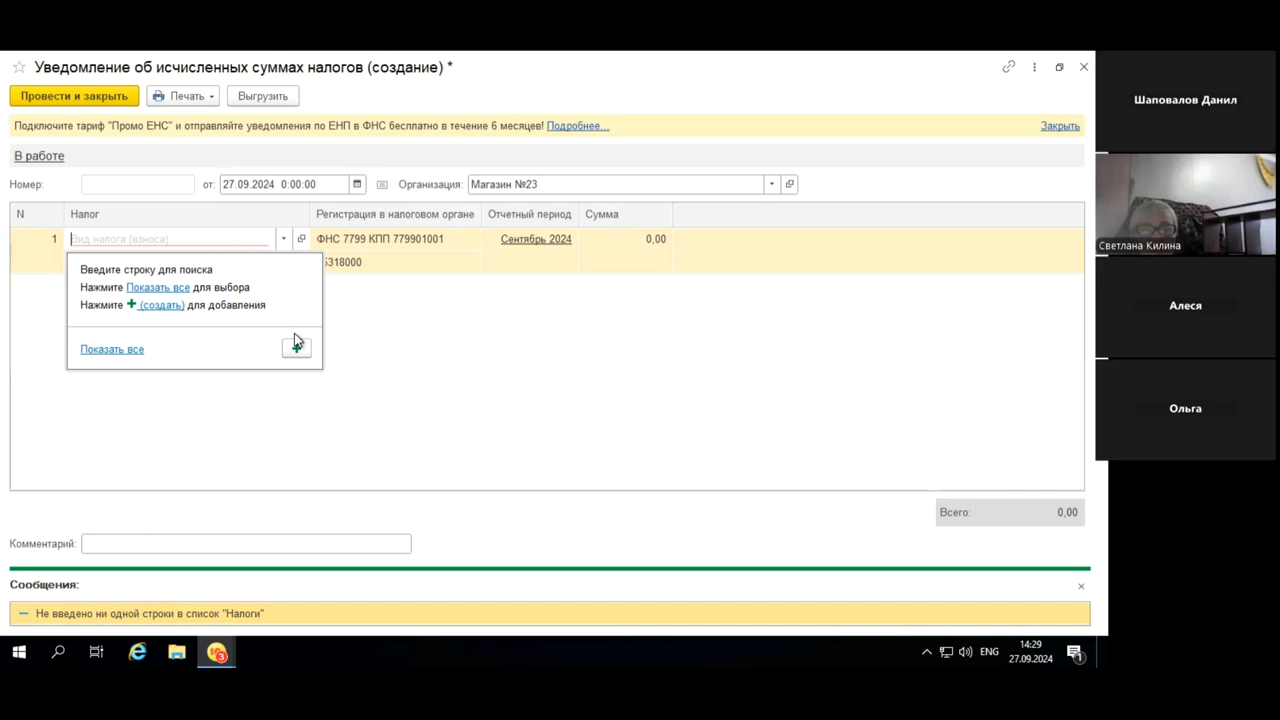 Уведомление об исчисленных суммах налогов (создание) *
Провести и закрыть Печать Выгрузить
Подключите тариф "Промо ЕНС" и отправляйте уведомления по ЕНП в ФНС бесплатно в течение 6 месяцев! Подробнее... Закрыть
В работе
Номер: от: 27.09.2024 0:00:00 Организация: Магазин №23
N Налог Регистрация в налоговом органе Отчетный период Сумма
1 Вид налога (взноса) ФНС 7799 КПП 779901001 Сентябрь 2024 0,00
5318000
Введите строку для поиска
Нажмите Показать все для выбора
Нажмите + (создать) для добавления
Показать все
Всего: 0,00
Комментарий:
Сообщения:
Не введено ни одной строки в список "Налоги"
ENG 14:29
27.09.2024
1
3
Шаповалов Данил
Светлана Килина
Алеся
Ольга